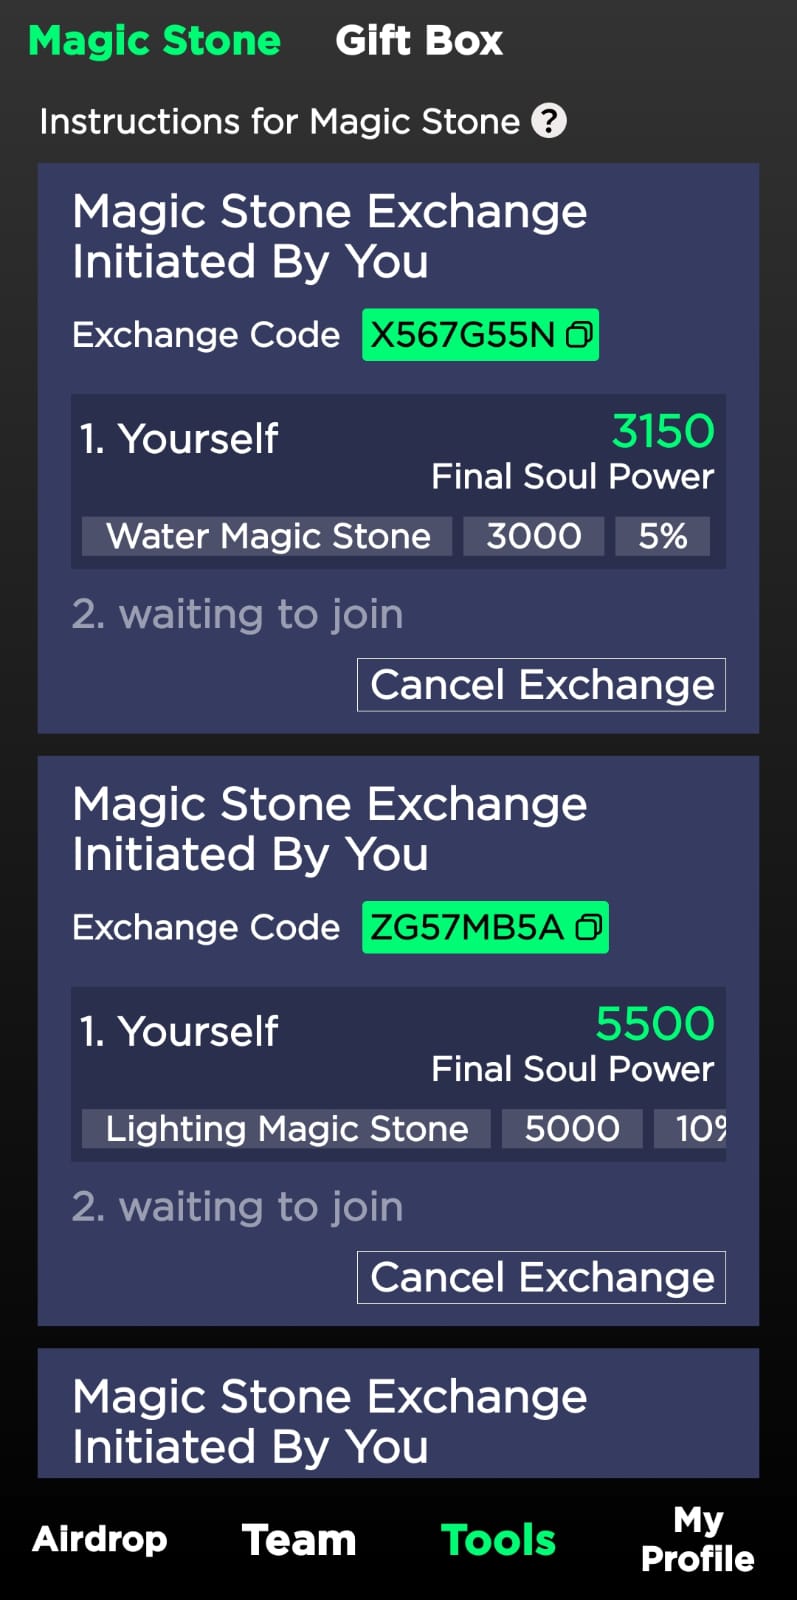 Magic Stone Gift Box
Instructions for Magic Stone ?
Magic Stone Exchange
Initiated By You
Exchange Code X567G55N
1. Yourself 3150
Final Soul Power
Water Magic Stone 3000 5%
2. waiting to join
Cancel Exchange
Magic Stone Exchange
Initiated By You
Exchange Code ZG57MB5A
1. Yourself 5500
Final Soul Power
Lighting Magic Stone 5000 10%
2. waiting to join
Cancel Exchange
Magic Stone Exchange
Initiated By You
Airdrop Team Tools My
Profile